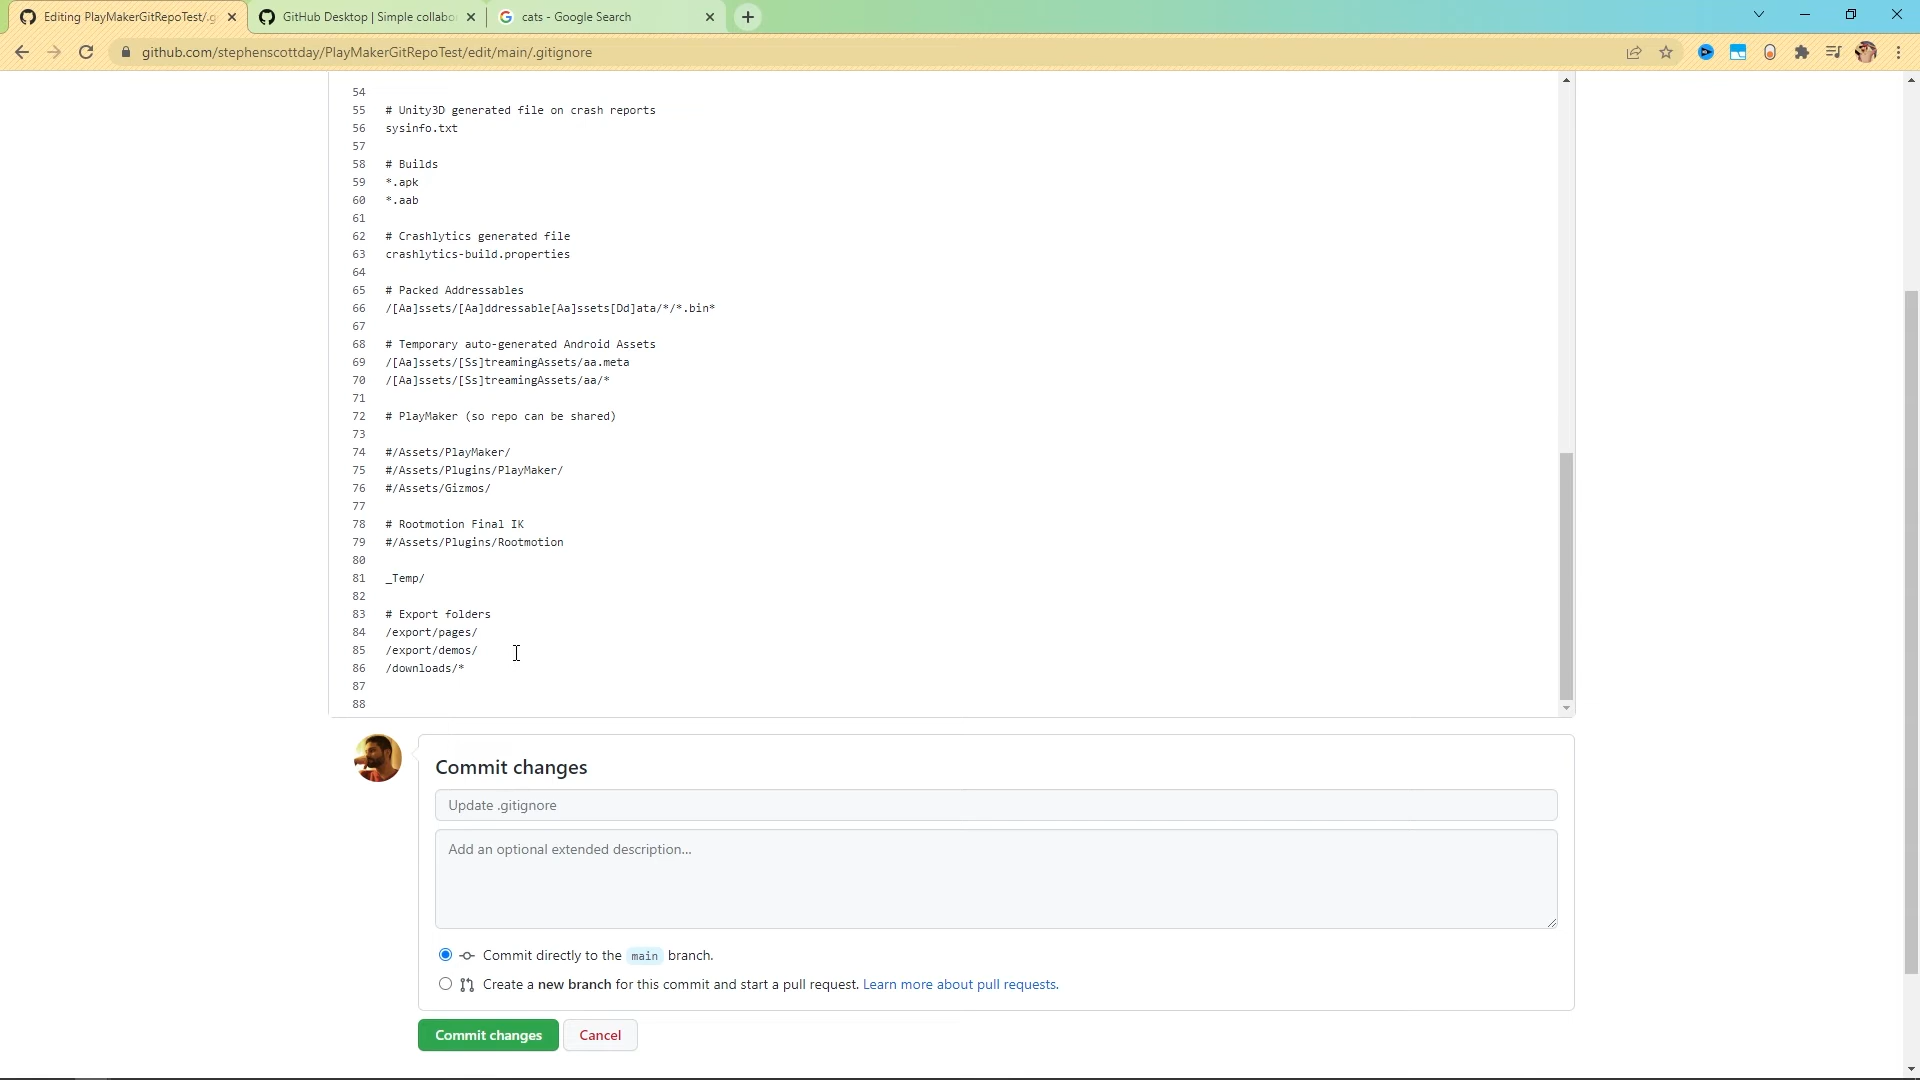 Editing PlayMakerGitRepoTest/.g
GitHub Desktop | Simple collabo
cats - Google Search
github.com/stephenscottday/PlayMakerGitRepoTest/edit/main/.gitignore
54
55 # Unity3D generated file on crash reports
56 sysinfo.txt
57
58 # Builds
59 *.apk
60 *.aab
61
62 # Crashlytics generated file
63 crashlytics-build.properties
64
65 # Packed Addressables
66 /[Aa]ssets/[Aa]ddressable[Aa]ssets[Dd]ata/*/*.bin*
67
68 # Temporary auto-generated Android Assets
69 /[Aa]ssets/[Ss]treamingAssets/aa.meta
70 /[Aa]ssets/[Ss]treamingAssets/aa/*
71
72 # PlayMaker (so repo can be shared)
73
74 #/Assets/PlayMaker/
75 #/Assets/Plugins/PlayMaker/
76 #/Assets/Gizmos/
77
78 # Rootmotion Final IK
79 #/Assets/Plugins/Rootmotion
80
81 _Temp/
82
83 # Export folders
84 /export/pages/
85 /export/demos/
86 /downloads/*
87
88
Commit changes
Update .gitignore
Add an optional extended description...
Commit directly to the main branch.
Create a new branch for this commit and start a pull request. Learn more about pull requests.
Commit changes
Cancel